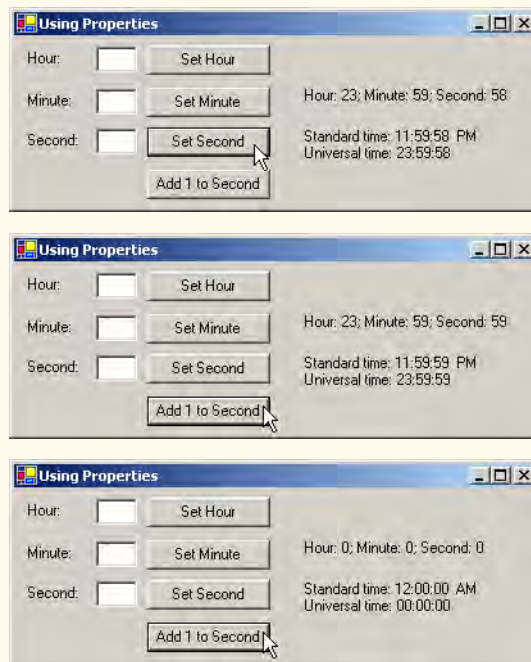 Using Properties
Hour: Set Hour
Minute: Set Minute Hour: 23; Minute: 59; Second: 58
Second: Set Second Standard time: 11:59:58 PM
Universal time: 23:59:58
Add 1 to Second
Using Properties
Hour: Set Hour
Minute: Set Minute Hour: 23; Minute: 59; Second: 59
Second: Set Second Standard time: 11:59:59 PM
Universal time: 23:59:59
Add 1 to Second
Using Properties
Hour: Set Hour
Minute: Set Minute Hour: 0; Minute: 0; Second: 0
Second: Set Second Standard time: 12:00:00 AM
Universal time: 00:00:00
Add 1 to Second